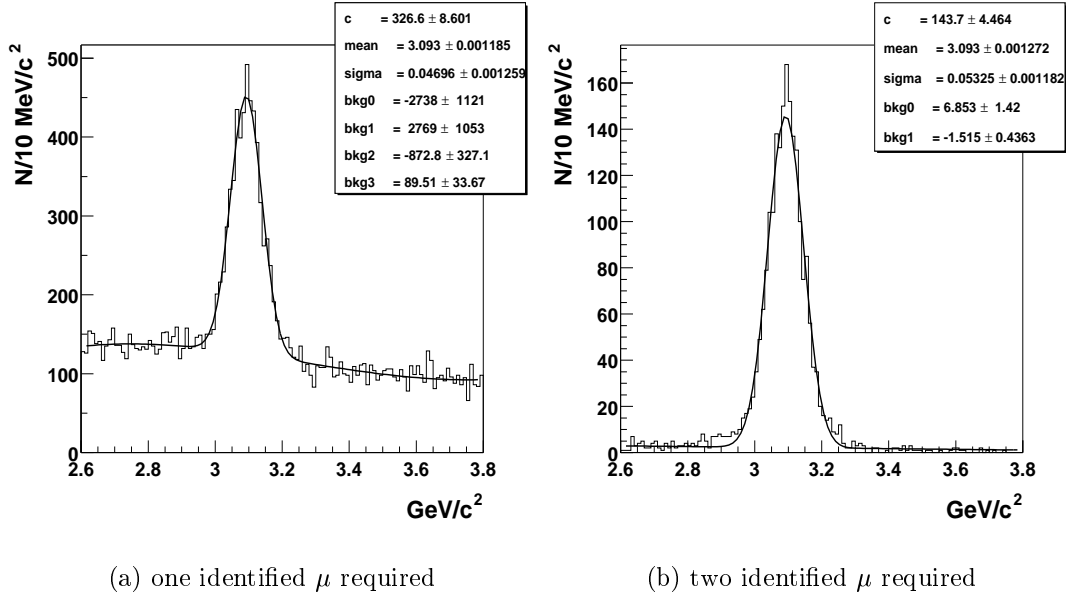 c = 326.6 ± 8.601
mean = 3.093 ± 0.001185
sigma = 0.04696 ± 0.001259
bkg0 = -2738 ± 1121
bkg1 = 2769 ± 1053
bkg2 = -872.8 ± 327.1
bkg3 = 89.51 ± 33.67
N/10 MeV/c²
500
400
300
200
100
0
2.6 2.8 3 3.2 3.4 3.6 3.8
GeV/c²
(a) one identified μ required
c = 143.7 ± 4.464
mean = 3.093 ± 0.001272
sigma = 0.05325 ± 0.001182
bkg0 = 6.853 ± 1.42
bkg1 = -1.515 ± 0.4363
N/10 MeV/c²
160
140
120
100
80
60
40
20
0
2.6 2.8 3 3.2 3.4 3.6 3.8
GeV/c²
(b) two identified μ required